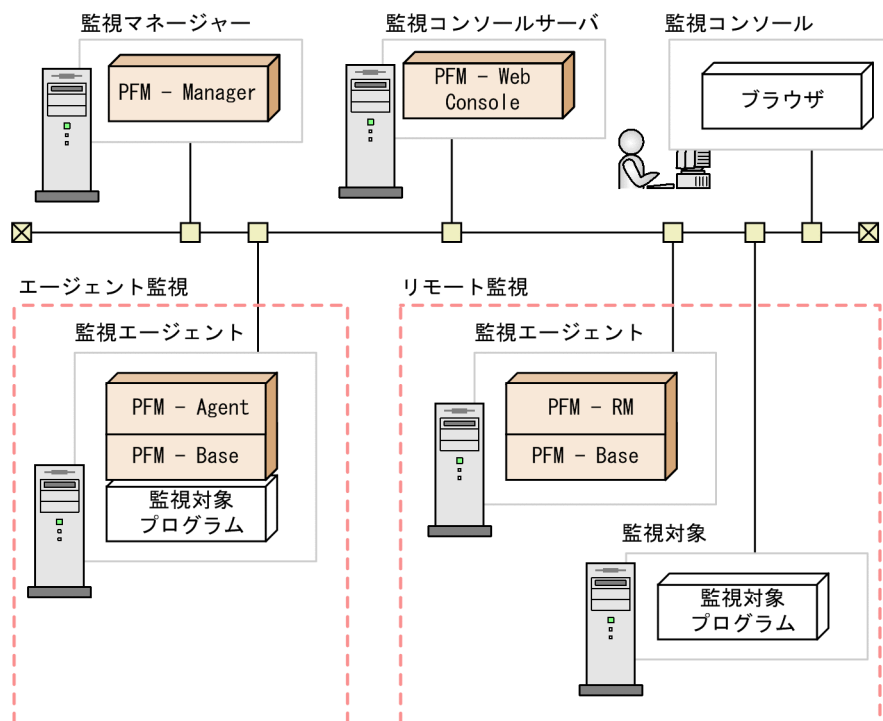 監視マネージャー
監視コンソールサーバ
監視コンソール
PFM - Manager
PFM - Web
Console
ブラウザ
エージェント監視
リモート監視
監視エージェント
監視エージェント
PFM - Agent
PFM - Base
監視対象
プログラム
PFM - RM
PFM - Base
監視対象
監視対象
プログラム